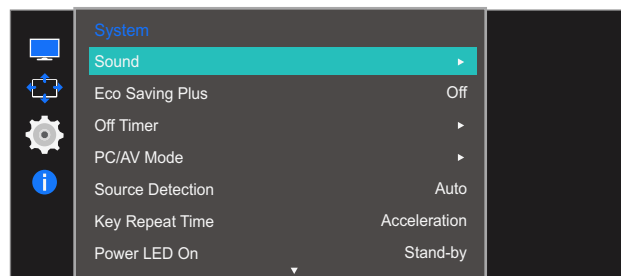 System
Sound
Eco Saving Plus Off
Off Timer
PC/AV Mode
Source Detection Auto
Key Repeat Time Acceleration
Power LED On Stand-by